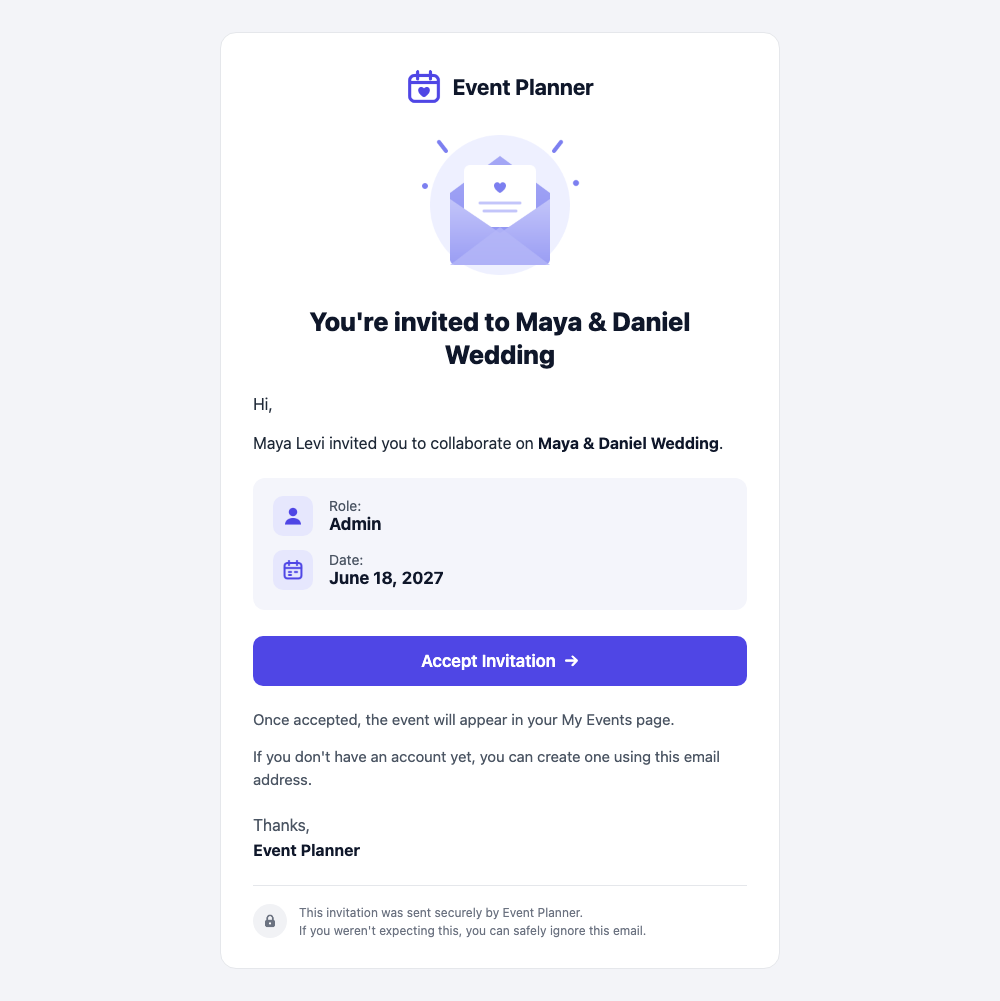 Event Planner
You're invited to Maya & Daniel
Wedding
Hi,
Maya Levi invited you to collaborate on Maya & Daniel Wedding.
Role:
Admin
Date:
June 18, 2027
Accept Invitation →
Once accepted, the event will appear in your My Events page.
If you don't have an account yet, you can create one using this email
address.
Thanks,
Event Planner
This invitation was sent securely by Event Planner.
If you weren't expecting this, you can safely ignore this email.